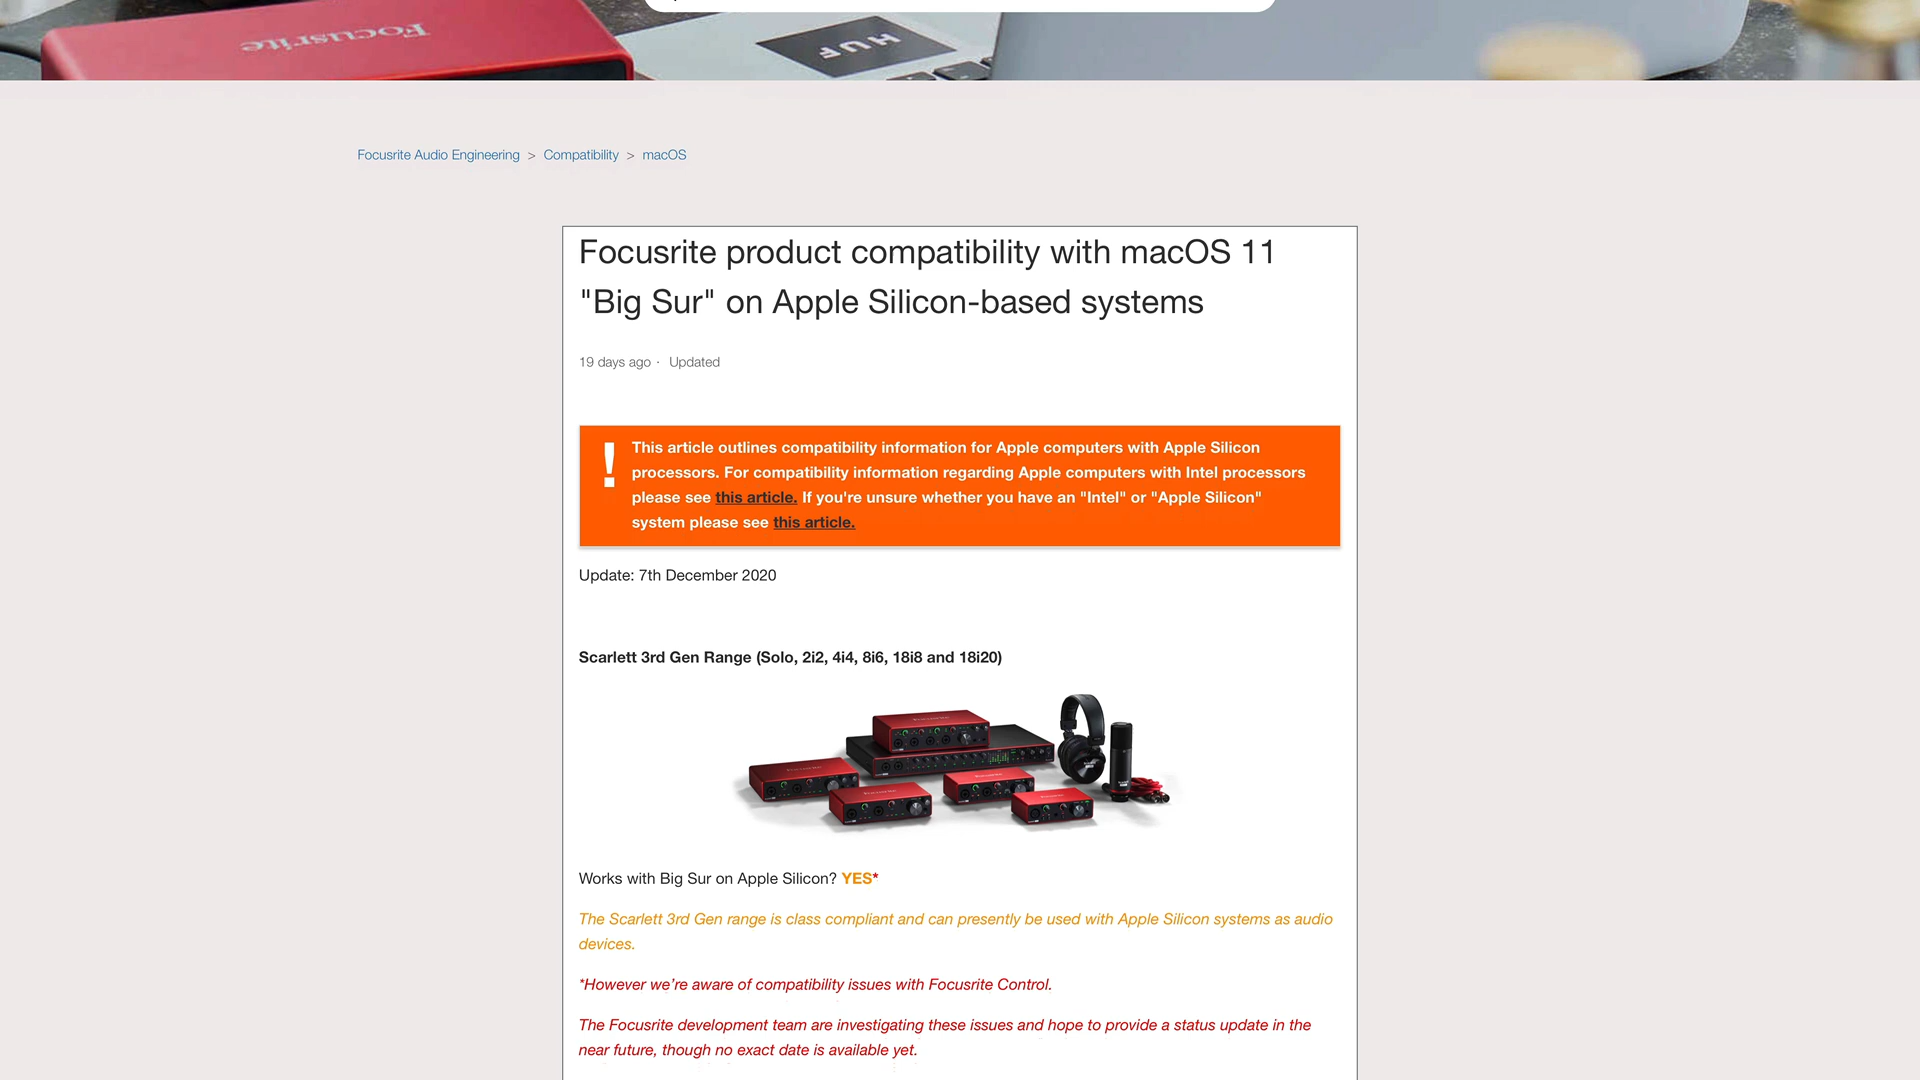 Focusrite
HUF
Focusrite Audio Engineering > Compatibility > macOS
Focusrite product compatibility with macOS 11
"Big Sur" on Apple Silicon-based systems
19 days ago · Updated
! This article outlines compatibility information for Apple computers with Apple Silicon
processors. For compatibility information regarding Apple computers with Intel processors
please see this article. If you're unsure whether you have an "Intel" or "Apple Silicon"
system please see this article.
Update: 7th December 2020
Scarlett 3rd Gen Range (Solo, 2i2, 4i4, 8i6, 18i8 and 18i20)
Works with Big Sur on Apple Silicon? YES*
The Scarlett 3rd Gen range is class compliant and can presently be used with Apple Silicon systems as audio
devices.
*However we’re aware of compatibility issues with Focusrite Control.
The Focusrite development team are investigating these issues and hope to provide a status update in the
near future, though no exact date is available yet.